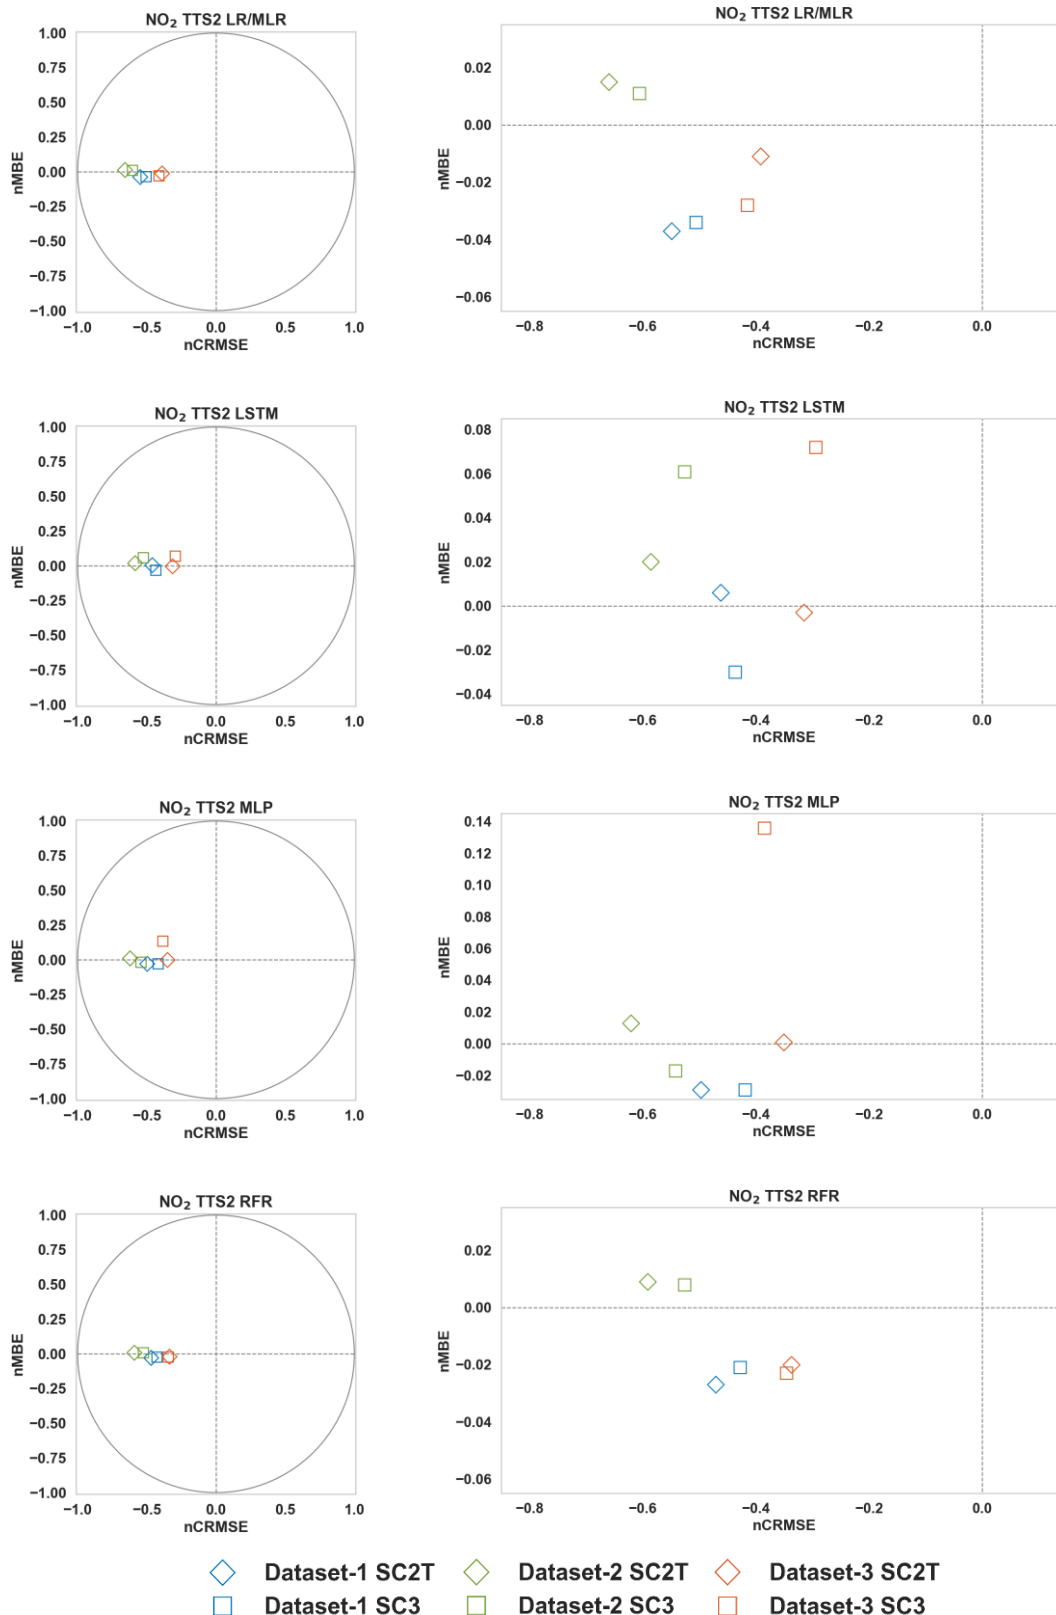 NO₂ TTS2 LR/MLR
1.00
0.75
0.50
0.25
0.00
−0.25
−0.50
−0.75
−1.00
nMBE
−1.0 −0.5 0.0 0.5 1.0
nCRMSE
NO₂ TTS2 LR/MLR
0.02
0.00
−0.02
−0.04
−0.06
nMBE
−0.8 −0.6 −0.4 −0.2 0.0
nCRMSE
NO₂ TTS2 LSTM
1.00
0.75
0.50
0.25
0.00
−0.25
−0.50
−0.75
−1.00
nMBE
−1.0 −0.5 0.0 0.5 1.0
nCRMSE
NO₂ TTS2 LSTM
0.08
0.06
0.04
0.02
0.00
−0.02
−0.04
nMBE
−0.8 −0.6 −0.4 −0.2 0.0
nCRMSE
NO₂ TTS2 MLP
1.00
0.75
0.50
0.25
0.00
−0.25
−0.50
−0.75
−1.00
nMBE
−1.0 −0.5 0.0 0.5 1.0
nCRMSE
NO₂ TTS2 MLP
0.14
0.12
0.10
0.08
0.06
0.04
0.02
0.00
−0.02
nMBE
−0.8 −0.6 −0.4 −0.2 0.0
nCRMSE
NO₂ TTS2 RFR
1.00
0.75
0.50
0.25
0.00
−0.25
−0.50
−0.75
−1.00
nMBE
−1.0 −0.5 0.0 0.5 1.0
nCRMSE
NO₂ TTS2 RFR
0.02
0.00
−0.02
−0.04
−0.06
nMBE
−0.8 −0.6 −0.4 −0.2 0.0
nCRMSE
Dataset-1 SC2T Dataset-2 SC2T Dataset-3 SC2T
Dataset-1 SC3 Dataset-2 SC3 Dataset-3 SC3